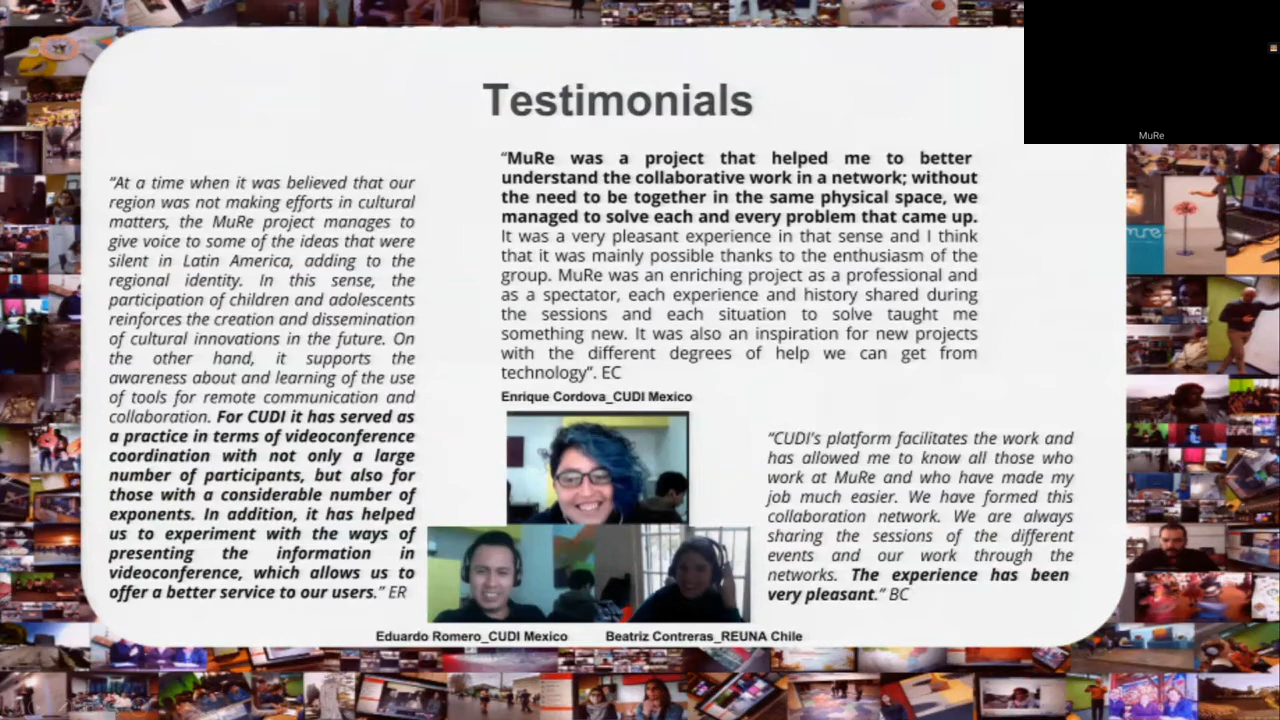 Testimonials
MuRe
“At a time when it was believed that our
region was not making efforts in cultural
matters, the MuRe project manages to
give voice to some of the ideas that were
silent in Latin America, adding to the
regional identity. In this sense, the
participation of children and adolescents
reinforces the creation and dissemination
of cultural innovations in the future. On
the other hand, it supports the
awareness about and learning of the use
of tools for remote communication and
collaboration. For CUDI it has served as
a practice in terms of videoconference
coordination with not only a large
number of participants, but also for
those with a considerable number of
exponents. In addition, it has helped
us to experiment with the ways of
presenting the information in
videoconference, which allows us to
offer a better service to our users.” ER
“MuRe was a project that helped me to better
understand the collaborative work in a network; without
the need to be together in the same physical space, we
managed to solve each and every problem that came up.
It was a very pleasant experience in that sense and I think
that it was mainly possible thanks to the enthusiasm of the
group. MuRe was an enriching project as a professional and
as a spectator, each experience and history shared during
the sessions and each situation to solve taught me
something new. It was also an inspiration for new projects
with the different degrees of help we can get from
technology”. EC
Enrique Cordova_CUDI Mexico
“CUDI's platform facilitates the work and
has allowed me to know all those who
work at MuRe and who have made my
job much easier. We have formed this
collaboration network. We are always
sharing the sessions of the different
events and our work through the
networks. The experience has been
very pleasant.” BC
Eduardo Romero_CUDI Mexico
Beatriz Contreras_REUNA Chile